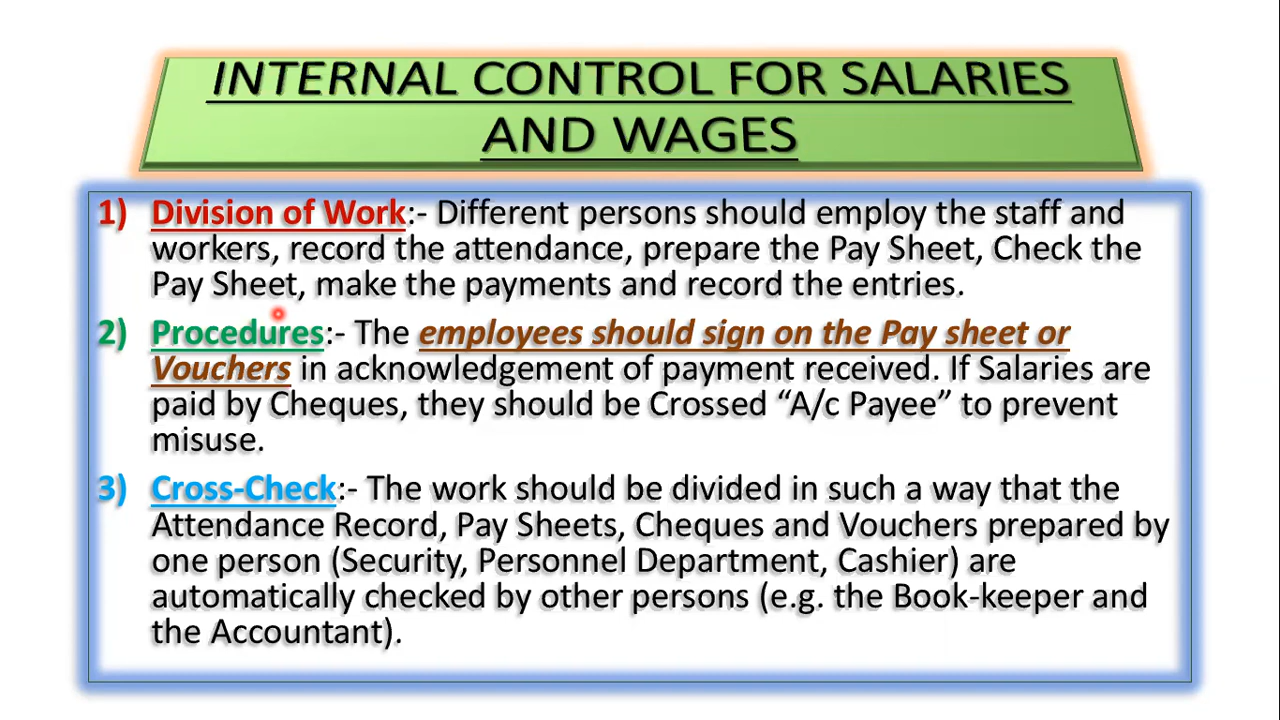 INTERNAL CONTROL FOR SALARIES
AND WAGES
1) Division of Work:- Different persons should employ the staff and
workers, record the attendance, prepare the Pay Sheet, Check the
Pay Sheet, make the payments and record the entries.
2) Procedures:- The employees should sign on the Pay sheet or
Vouchers in acknowledgement of payment received. If Salaries are
paid by Cheques, they should be Crossed “A/c Payee” to prevent
misuse.
3) Cross-Check:- The work should be divided in such a way that the
Attendance Record, Pay Sheets, Cheques and Vouchers prepared by
one person (Security, Personnel Department, Cashier) are
automatically checked by other persons (e.g. the Book-keeper and
the Accountant).